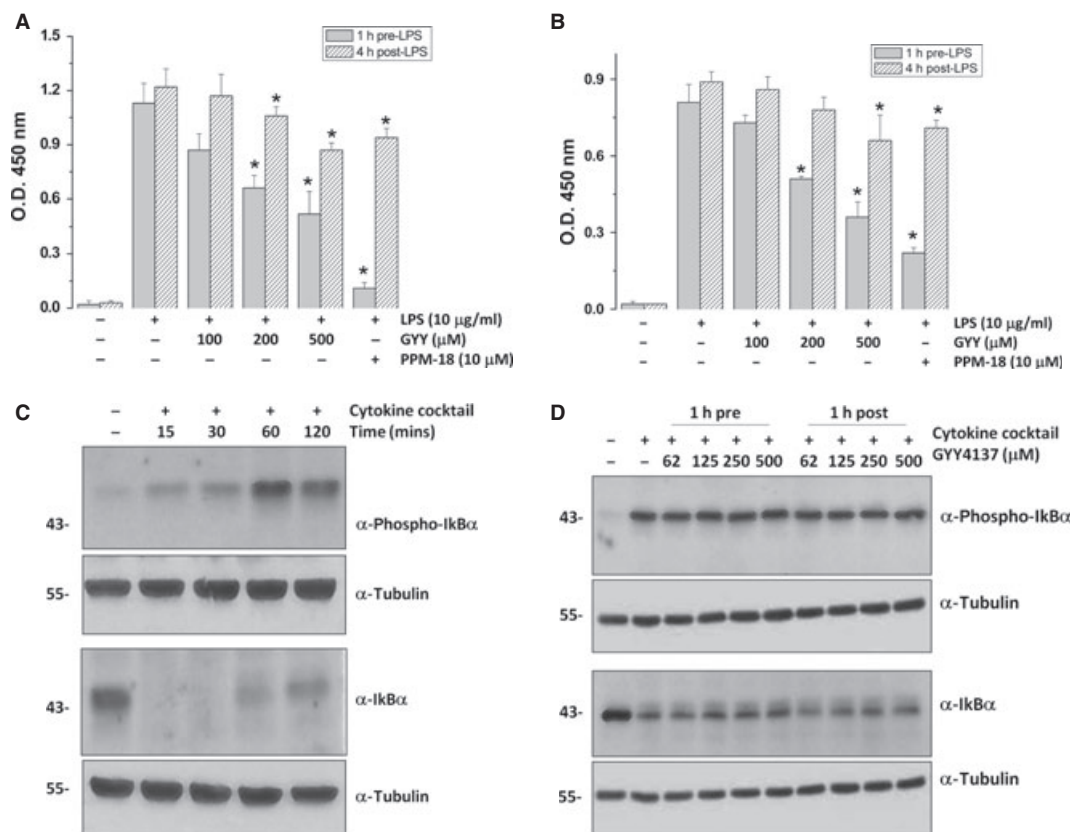 A
1.5
1.2
0.9
0.6
0.3
0.0
O.D. 450 nm
1 h pre-LPS
4 h post-LPS
* * * * * *
– + + + + + LPS (10 µg/ml)
– – 100 200 500 – GYY (µM)
– – – – – + PPM-18 (10 µM)
B
0.9
0.6
0.3
0.0
O.D. 450 nm
1 h pre-LPS
4 h post-LPS
* * * * *
– + + + + + LPS (10 µg/ml)
– – 100 200 500 – GYY (µM)
– – – – – + PPM-18 (10 µM)
C
– + + + + Cytokine cocktail
– 15 30 60 120 Time (mins)
43- α-Phospho-IkBα
55- α-Tubulin
43- α-IkBα
55- α-Tubulin
D
1 h pre 1 h post
– + + + + + + + + + Cytokine cocktail
– – 62 125 250 500 62 125 250 500 GYY4137 (µM)
43- α-Phospho-IkBα
55- α-Tubulin
43- α-IkBα
55- α-Tubulin